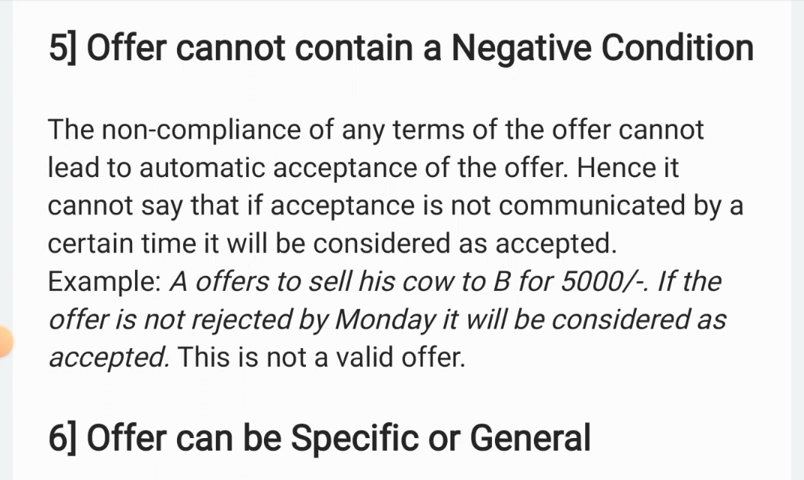 5] Offer cannot contain a Negative Condition
The non-compliance of any terms of the offer cannot
lead to automatic acceptance of the offer. Hence it
cannot say that if acceptance is not communicated by a
certain time it will be considered as accepted.
Example: A offers to sell his cow to B for 5000/-. If the
offer is not rejected by Monday it will be considered as
accepted. This is not a valid offer.
6] Offer can be Specific or General